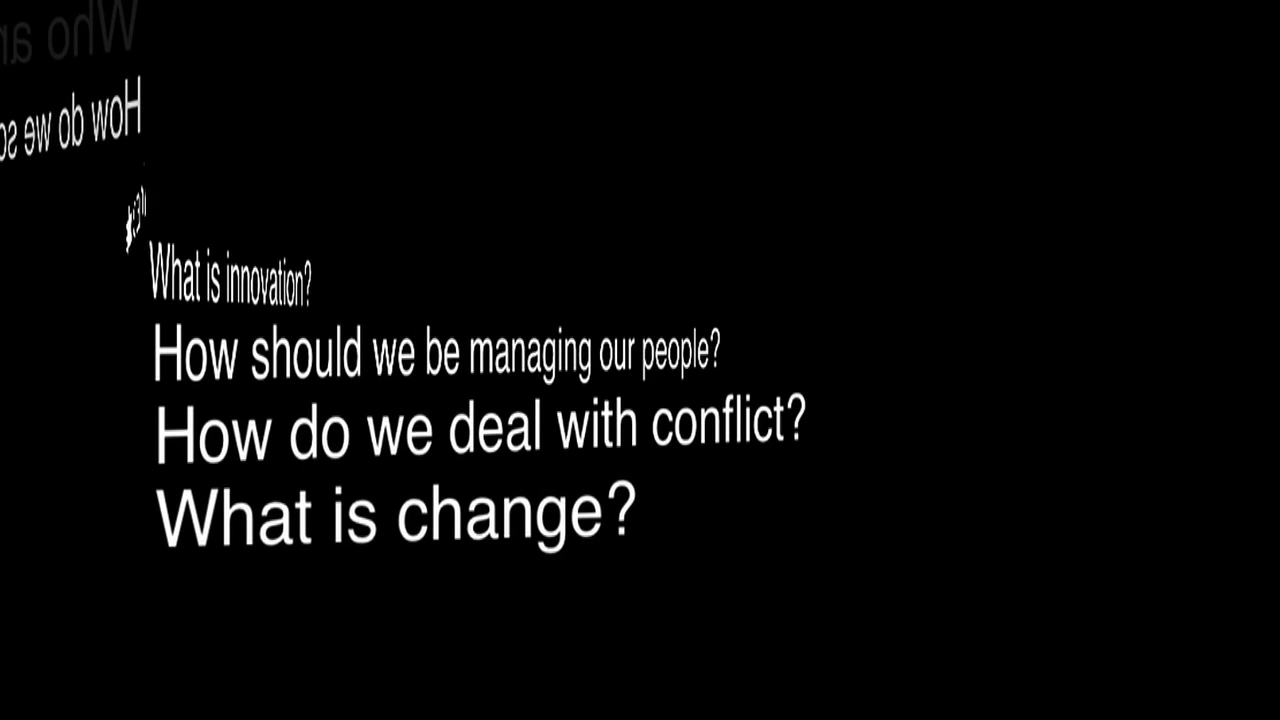 Who
How do we
What is innovation?
How should we be managing our people?
How do we deal with conflict?
What is change?